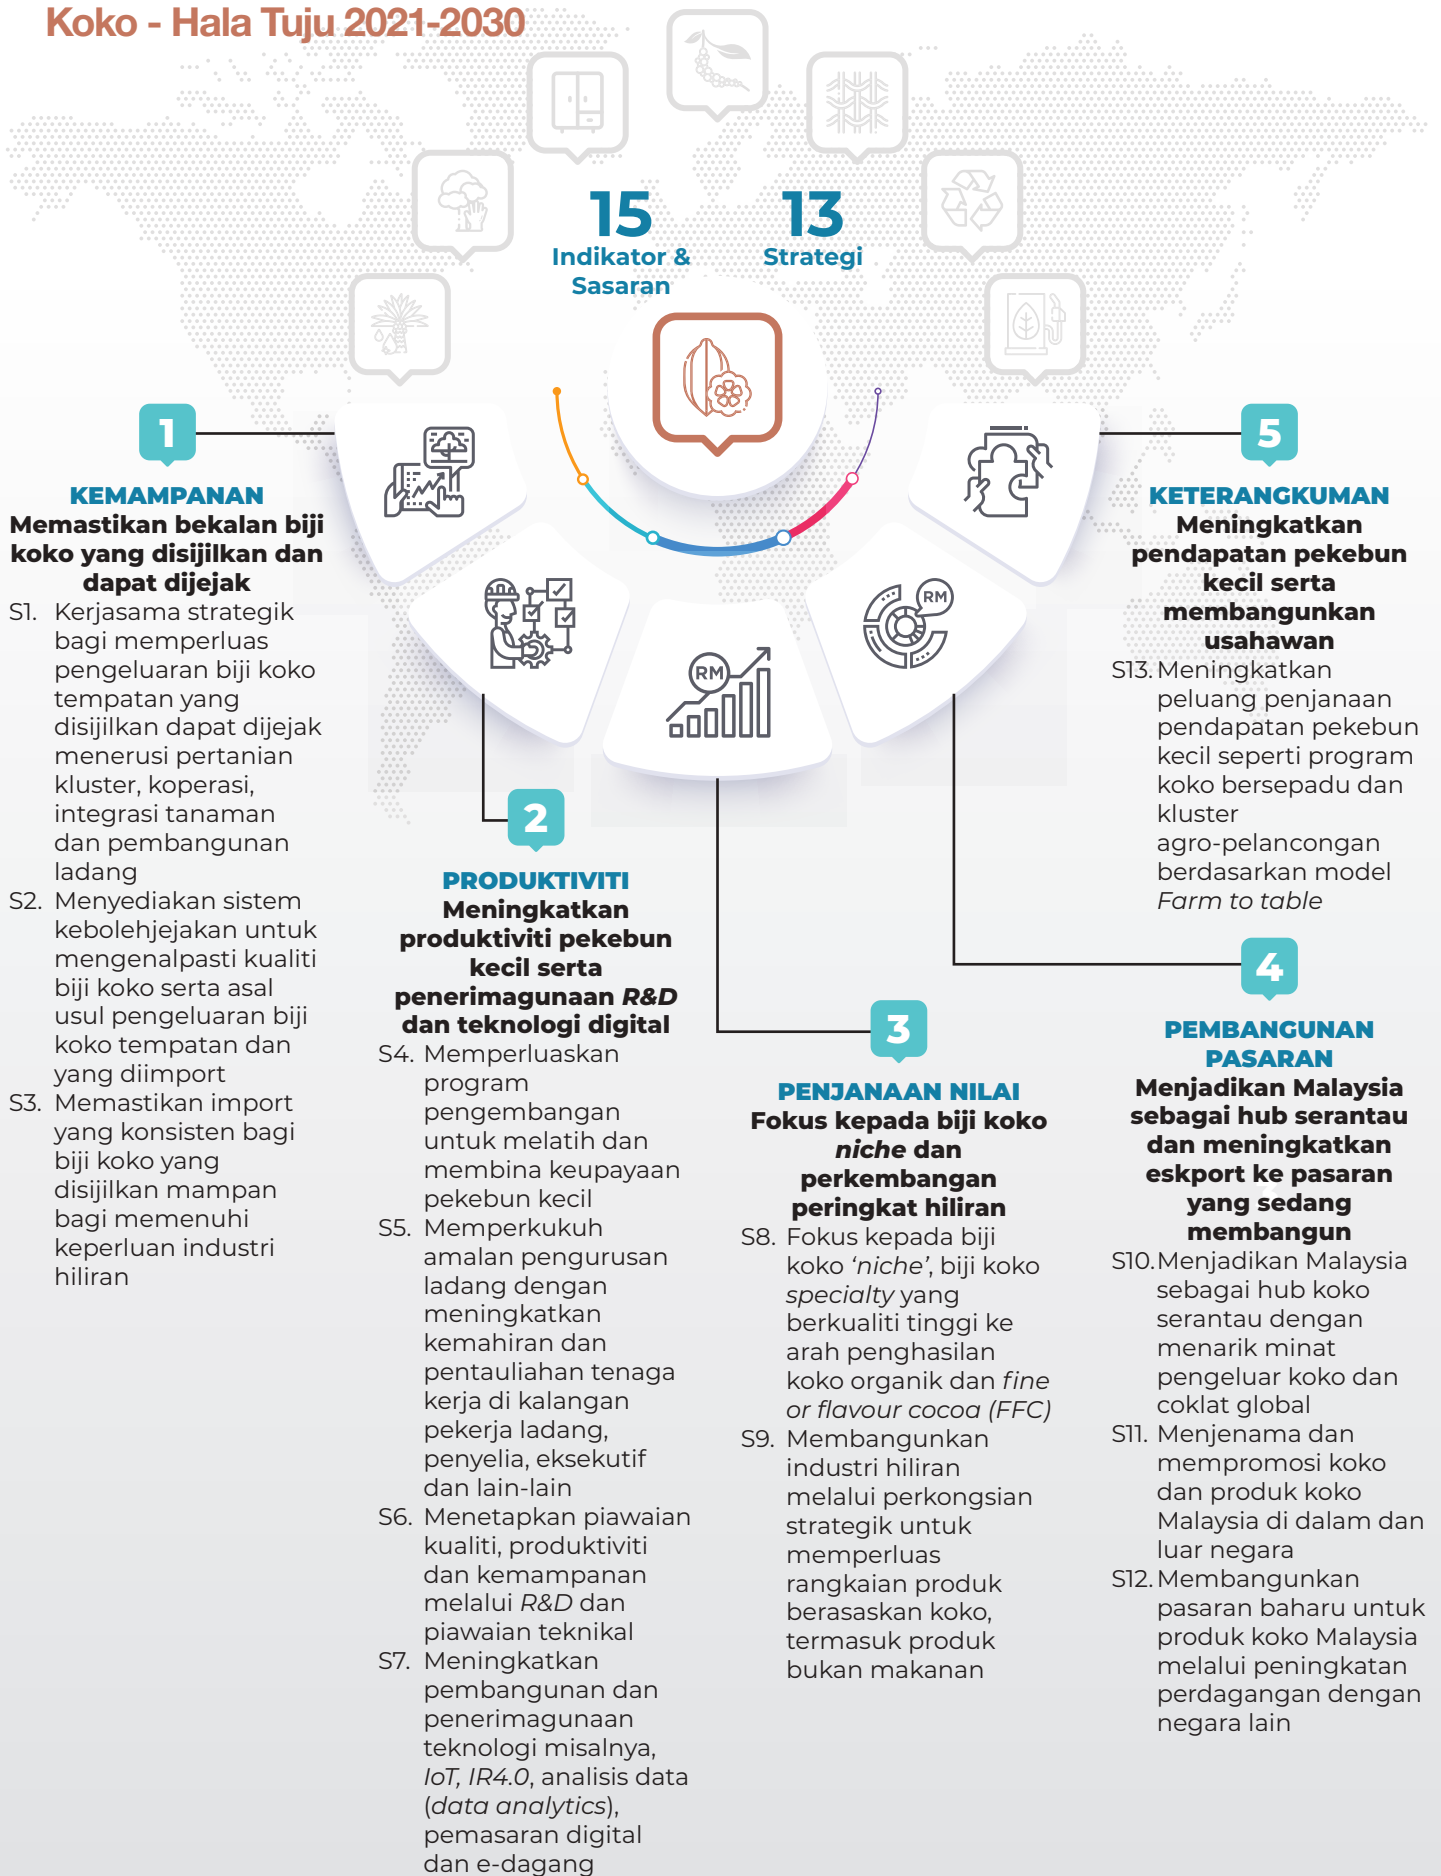 Koko - Hala Tuju 2021-2030
15
Indikator &
Sasaran
13
Strategi
1
KEMAMPANAN
Memastikan bekalan biji
koko yang disijilkan dan
dapat dijejak
S1. Kerjasama strategik
bagi memperluas
pengeluaran biji koko
tempatan yang
disijilkan dapat dijejak
menerusi pertanian
kluster, koperasi,
integrasi tanaman
dan pembangunan
ladang
S2. Menyediakan sistem
kebolehjejakan untuk
mengenalpasti kualiti
biji koko serta asal
usul pengeluaran biji
koko tempatan dan
yang diimport
S3. Memastikan import
yang konsisten bagi
biji koko yang
disijilkan mampan
bagi memenuhi
keperluan industri
hiliran
2
PRODUKTIVITI
Meningkatkan
produktiviti pekebun
kecil serta
penerimagunaan R&D
dan teknologi digital
S4. Memperluaskan
program
pengembangan
untuk melatih dan
membina keupayaan
pekebun kecil
S5. Memperkukuh
amalan pengurusan
ladang dengan
meningkatkan
kemahiran dan
pentauliahan tenaga
kerja di kalangan
pekerja ladang,
penyelia, eksekutif
dan lain-lain
S6. Menetapkan piawaian
kualiti, produktiviti
dan kemampanan
melalui R&D dan
piawaian teknikal
S7. Meningkatkan
pembangunan dan
penerimagunaan
teknologi misalnya,
IoT, IR4.0, analisis data
(data analytics),
pemasaran digital
dan e-dagang
RM
3
PENJANAAN NILAI
Fokus kepada biji koko
niche dan
perkembangan
peringkat hiliran
S8. Fokus kepada biji
koko ‘niche’, biji koko
specialty yang
berkualiti tinggi ke
arah penghasilan
koko organik dan fine
or flavour cocoa (FFC)
S9. Membangunkan
industri hiliran
melalui perkongsian
strategik untuk
memperluas
rangkaian produk
berasaskan koko,
termasuk produk
bukan makanan
RM
4
PEMBANGUNAN
PASARAN
Menjadikan Malaysia
sebagai hub serantau
dan meningkatkan
eskport ke pasaran
yang sedang
membangun
S10. Menjadikan Malaysia
sebagai hub koko
serantau dengan
menarik minat
pengeluar koko dan
coklat global
S11. Menjenama dan
mempromosi koko
dan produk koko
Malaysia di dalam dan
luar negara
S12. Membangunkan
pasaran baharu untuk
produk koko Malaysia
melalui peningkatan
perdagangan dengan
negara lain
5
KETERANGKUMAN
Meningkatkan
pendapatan pekebun
kecil serta
membangunkan
usahawan
S13. Meningkatkan
peluang penjanaan
pendapatan pekebun
kecil seperti program
koko bersepadu dan
kluster
agro-pelancongan
berdasarkan model
Farm to table